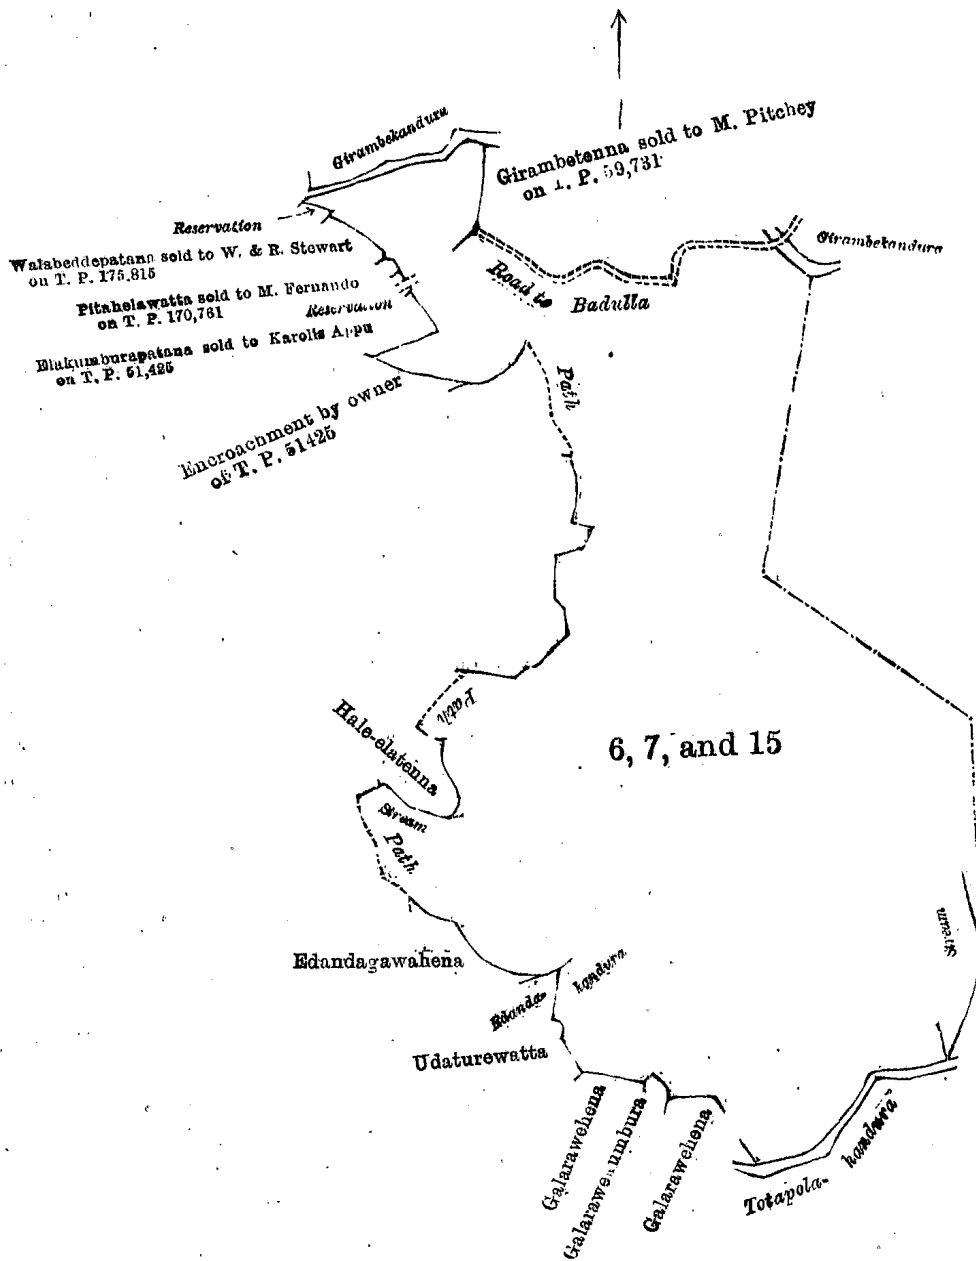 Girambekandura
Girambetenna sold to M. Pitchey
on T. P. 59,731
Reservation
Walabeddepatana sold to W. & R. Stewart
on T. P. 175,815
Pitahelawatta sold to M. Fernando
on T. P. 170,761
Reservation
Elakumburapatana sold to Karolis Appu
on T. P. 51,425
Encroachment by owner
of T. P. 51425
Road to
Badulla
Girambekandura
Path
Path
Hale-elatenna
6, 7, and 15
Stream
Path
Stream
Edandagawahena
Edanda-
kandura
Udaturewatta
Galarawehena
Galarawekumbura
Galarawehena
Totapola-
kandura